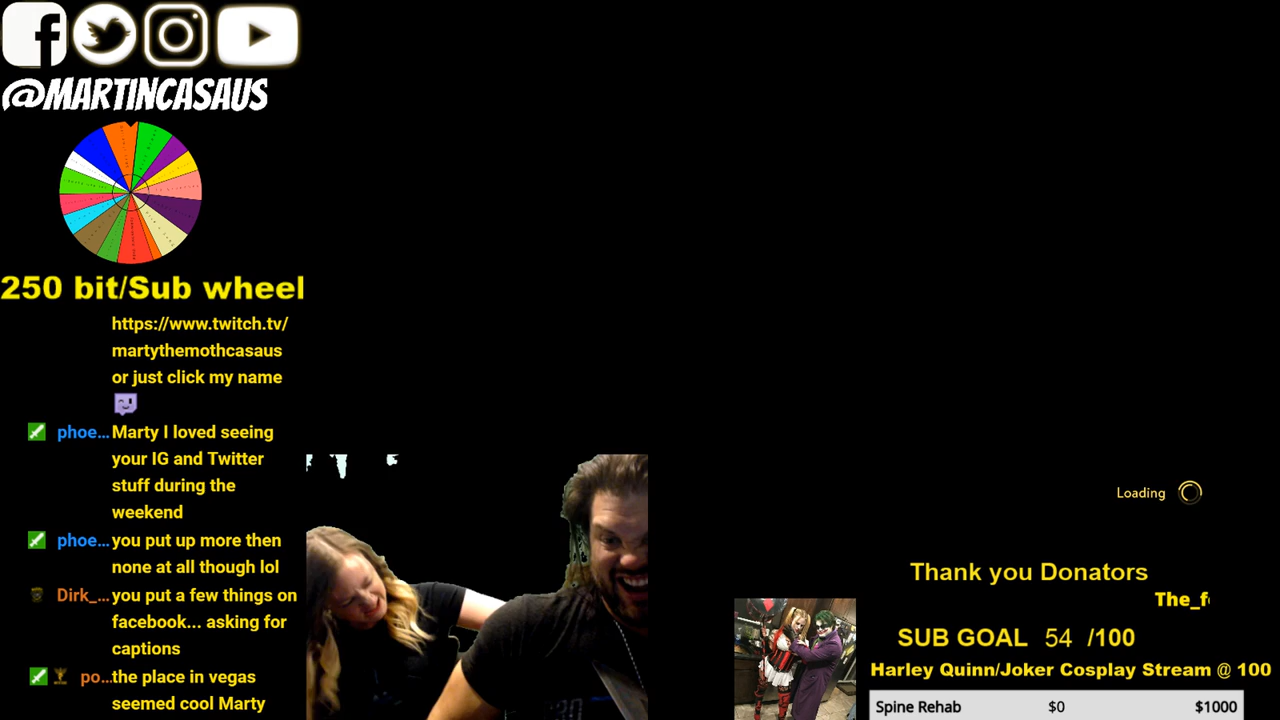 @MARTINCASAUS
250 bit/Sub wheel
https://www.twitch.tv/
martythemothcasaus
or just click my name
phoe... Marty I loved seeing
your IG and Twitter
stuff during the
weekend
phoe... you put up more then
none at all though lol
Dirk_... you put a few things on
facebook... asking for
captions
po... the place in vegas
seemed cool Marty
Loading
Thank you Donators
The_f
SUB GOAL 54 /100
Harley Quinn/Joker Cosplay Stream @ 100
Spine Rehab $0 $1000